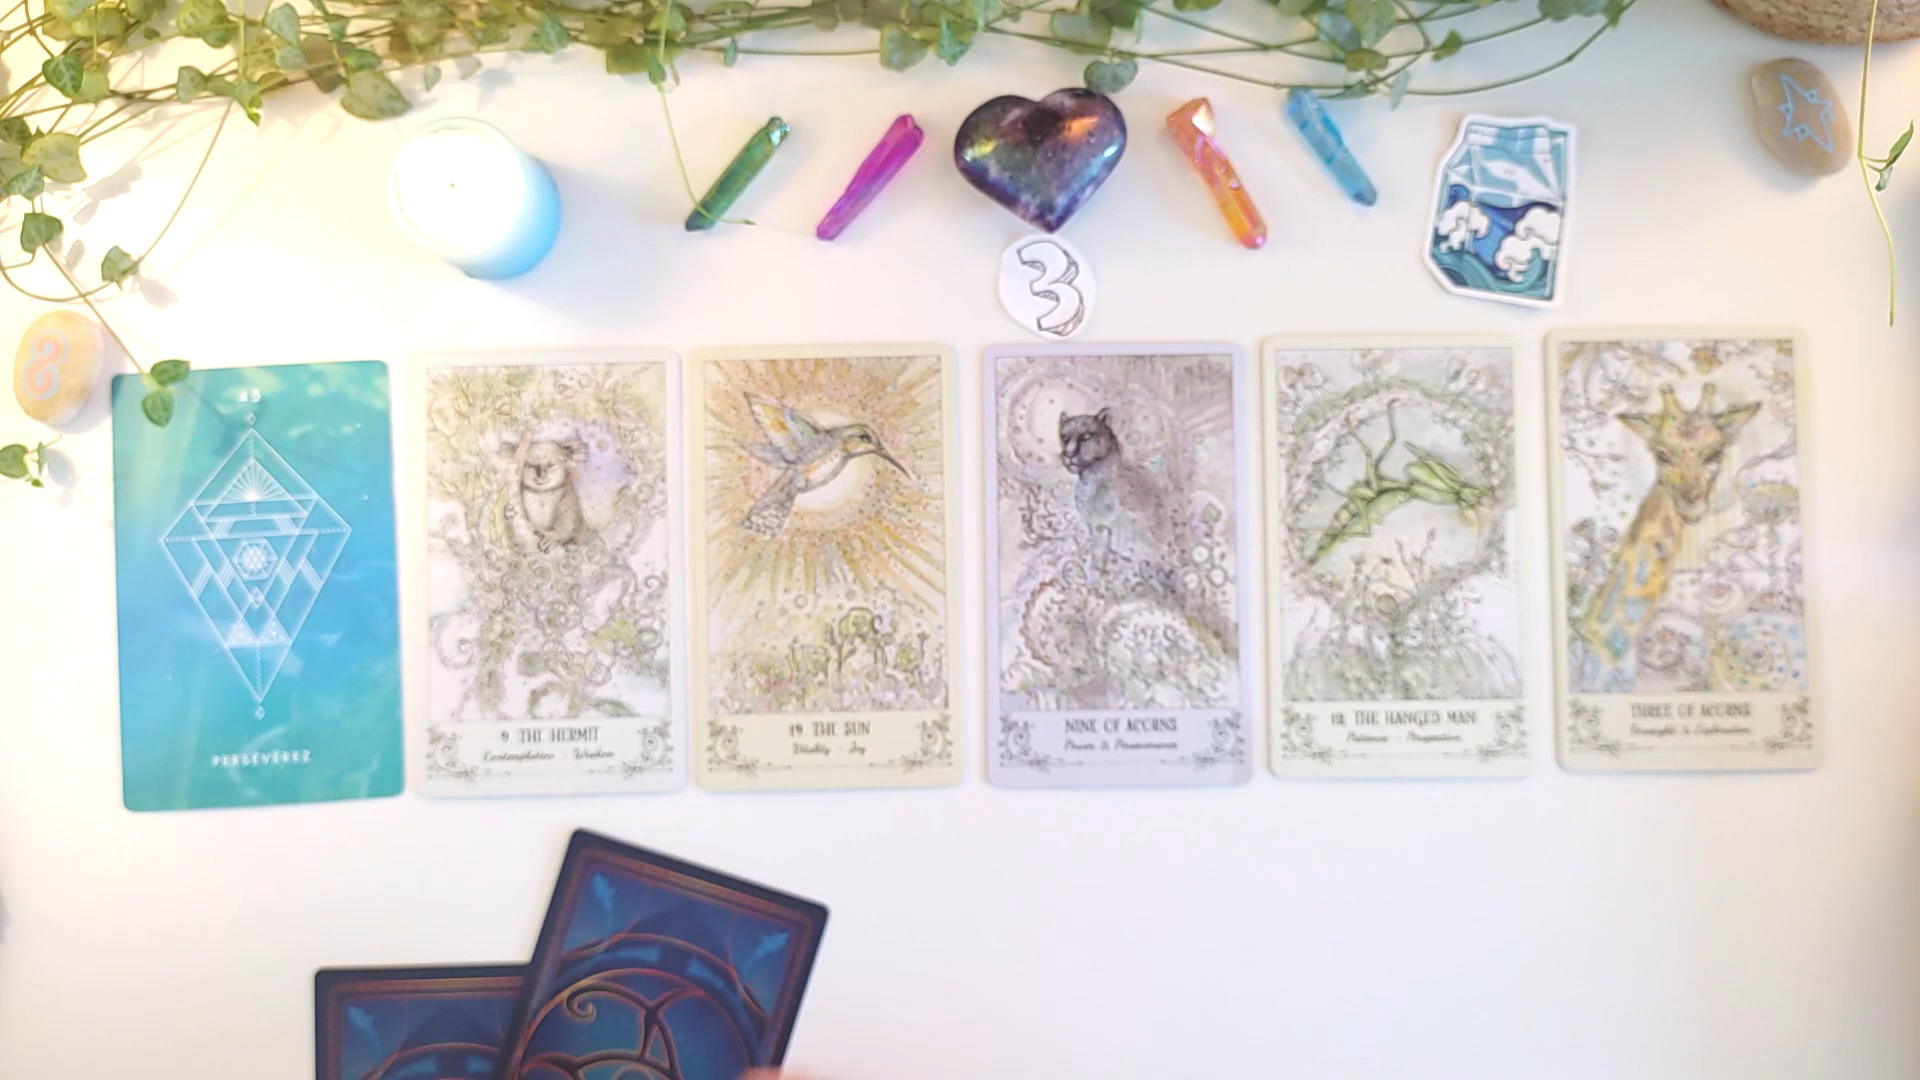 3
43
PERSÉVÉREZ
9 THE HERMIT
Contemplation · Wisdom
19 THE SUN
Vitality · Joy
NINE OF ACORNS
Power & Perseverance
12 THE HANGED MAN
Patience · Perspective
THREE OF ACORNS
Foresight & Exploration